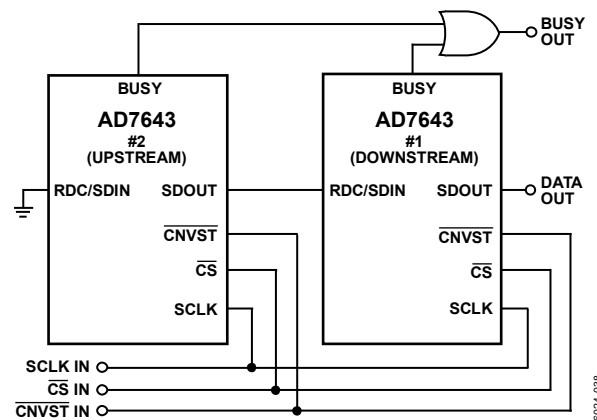 BUSY
OUT
BUSY
AD7643
#2
(UPSTREAM)
RDC/SDIN
SDOUT
CNVST
CS
SCLK
BUSY
AD7643
#1
(DOWNSTREAM)
RDC/SDIN
SDOUT
CNVST
CS
SCLK
DATA
OUT
SCLK IN
CS IN
CNVST IN